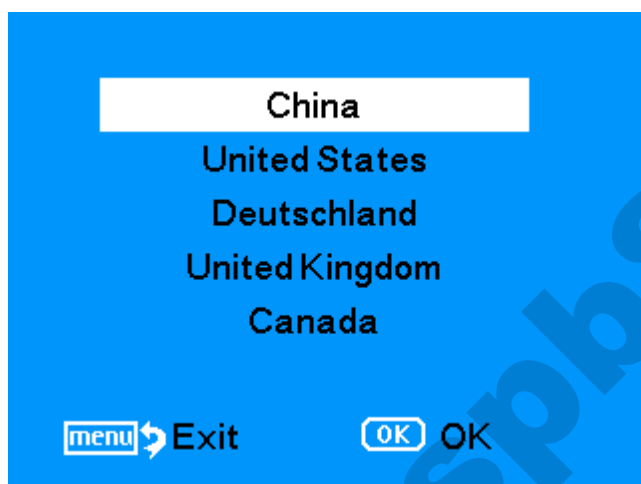 China
United States
Deutschland
United Kingdom
Canada
menu Exit OK OK